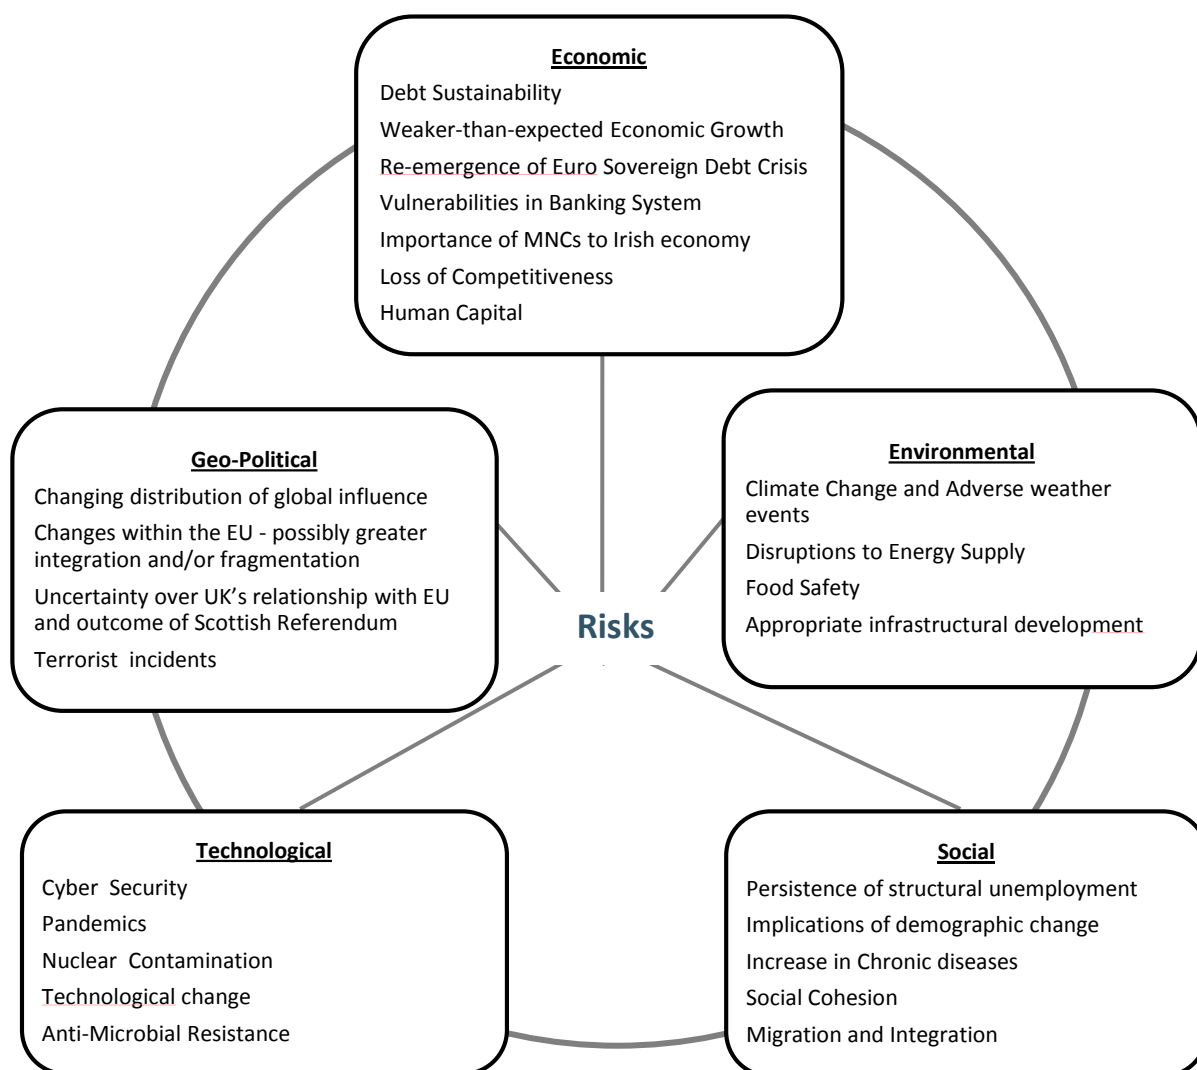 Economic
Debt Sustainability
Weaker-than-expected Economic Growth
Re-emergence of Euro Sovereign Debt Crisis
Vulnerabilities in Banking System
Importance of MNCs to Irish economy
Loss of Competitiveness
Human Capital
Geo-Political
Changing distribution of global influence
Changes within the EU - possibly greater
integration and/or fragmentation
Uncertainty over UK's relationship with EU
and outcome of Scottish Referendum
Terrorist incidents
Environmental
Climate Change and Adverse weather
events
Disruptions to Energy Supply
Food Safety
Appropriate infrastructural development
Risks
Technological
Cyber Security
Pandemics
Nuclear Contamination
Technological change
Anti-Microbial Resistance
Social
Persistence of structural unemployment
Implications of demographic change
Increase in Chronic diseases
Social Cohesion
Migration and Integration